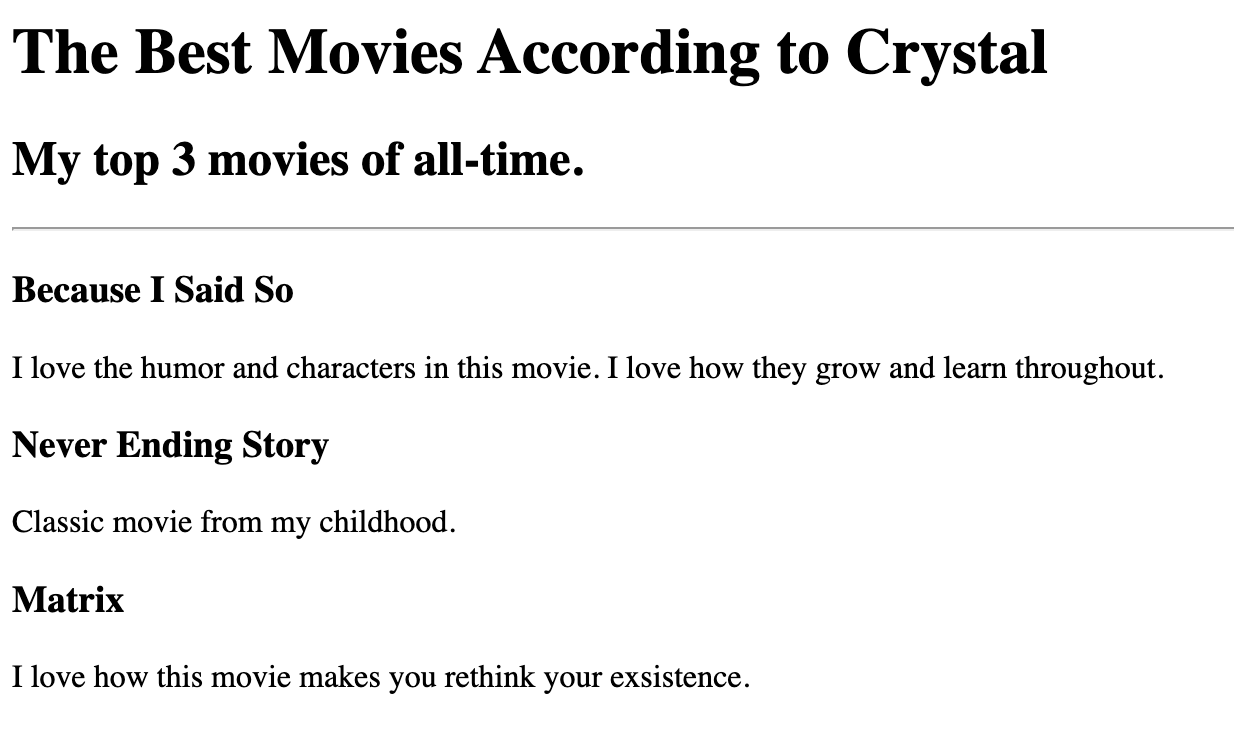 The Best Movies According to Crystal
My top 3 movies of all-time.
Because I Said So
I love the humor and characters in this movie. I love how they grow and learn throughout.
Never Ending Story
Classic movie from my childhood.
Matrix
I love how this movie makes you rethink your exsistence.